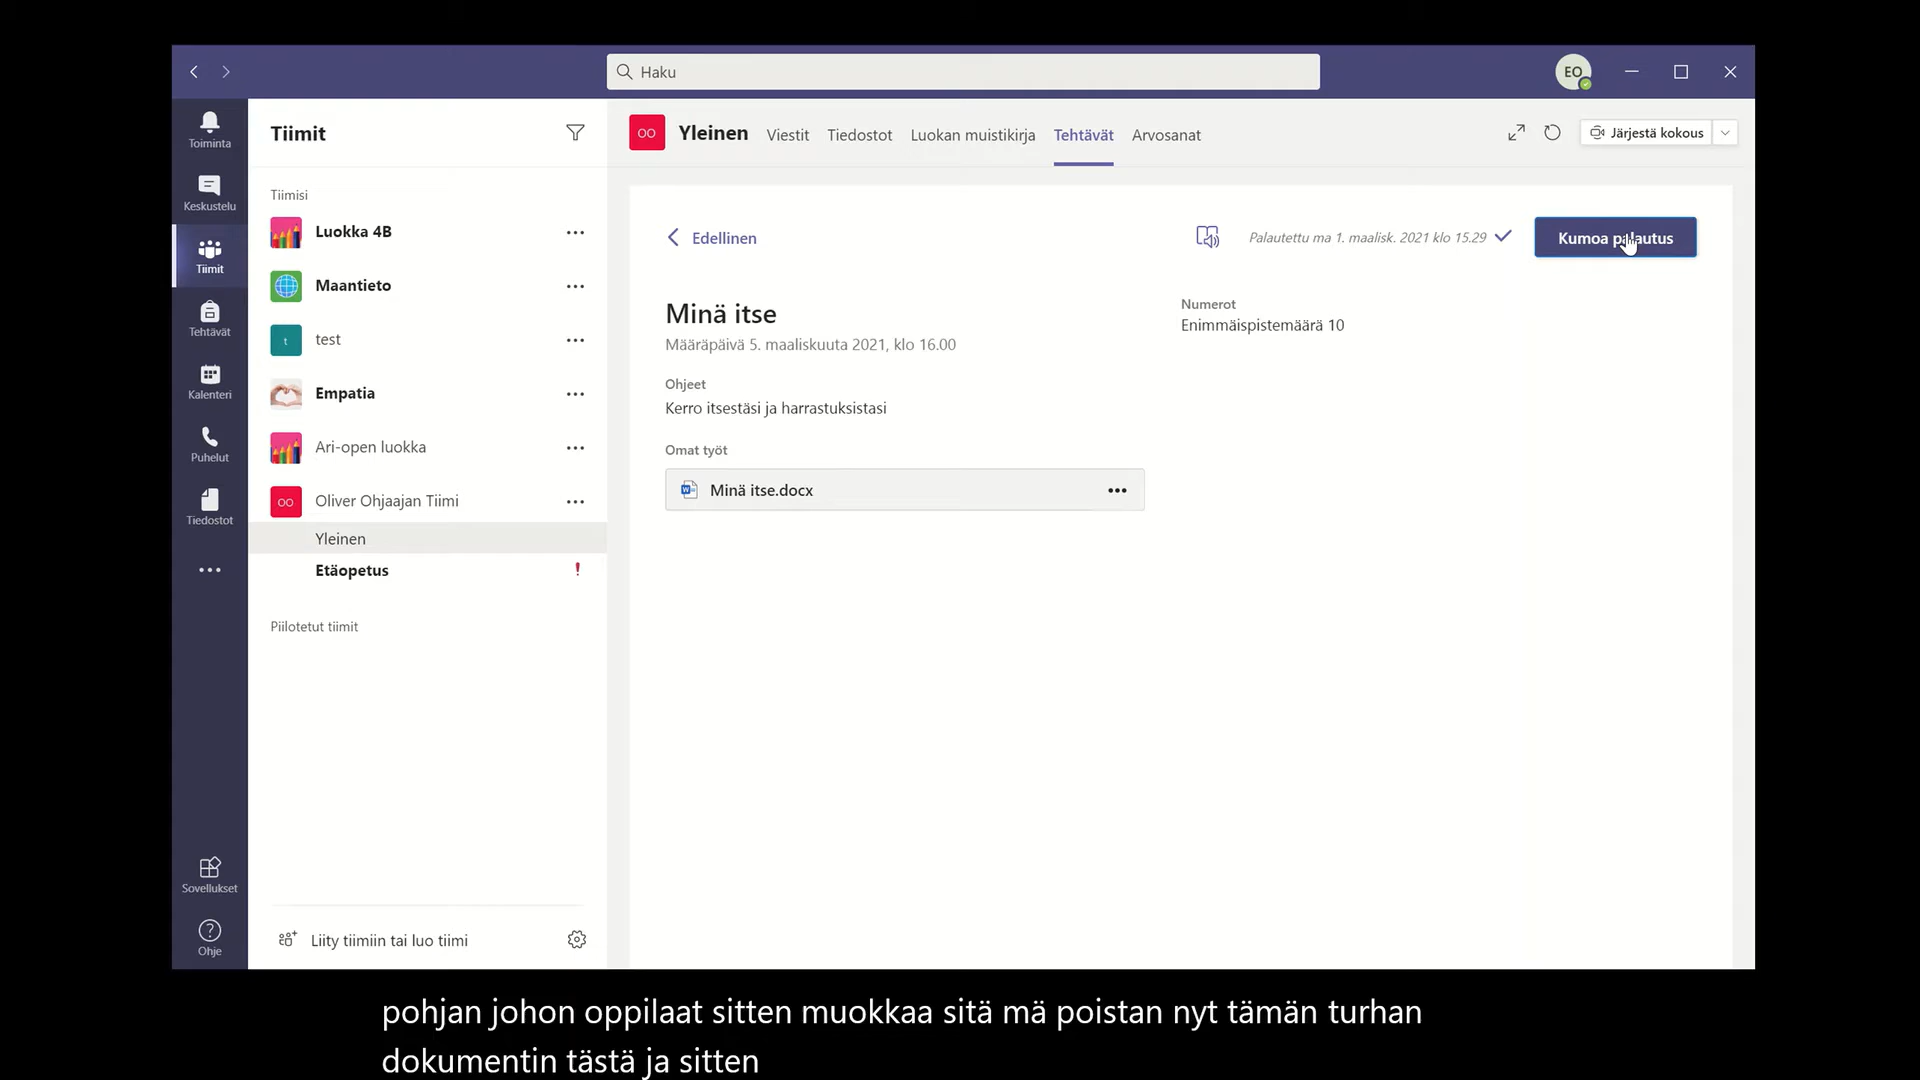 Haku
EO
Toiminta
Keskustelu
Tiimit
Tehtävät
Kalenteri
Puhelut
Tiedostot
Sovellukset
Ohje
Tiimit
Tiimisi
Luokka 4B
Maantieto
t test
Empatia
Ari-open luokka
OO Oliver Ohjaajan Tiimi
Yleinen
Etäopetus !
Piilotetut tiimit
Liity tiimiin tai luo tiimi
OO Yleinen Viestit Tiedostot Luokan muistikirja Tehtävät Arvosanat
Järjestä kokous
Edellinen
Palautettu ma 1. maalisk. 2021 klo 15.29
Kumoa palautus
Minä itse
Määräpäivä 5. maaliskuuta 2021, klo 16.00
Ohjeet
Kerro itsestäsi ja harrastuksistasi
Omat työt
Minä itse.docx
Numerot
Enimmäispistemäärä 10
pohjan johon oppilaat sitten muokkaa sitä mä poistan nyt tämän turhan
dokumentin tästä ja sitten